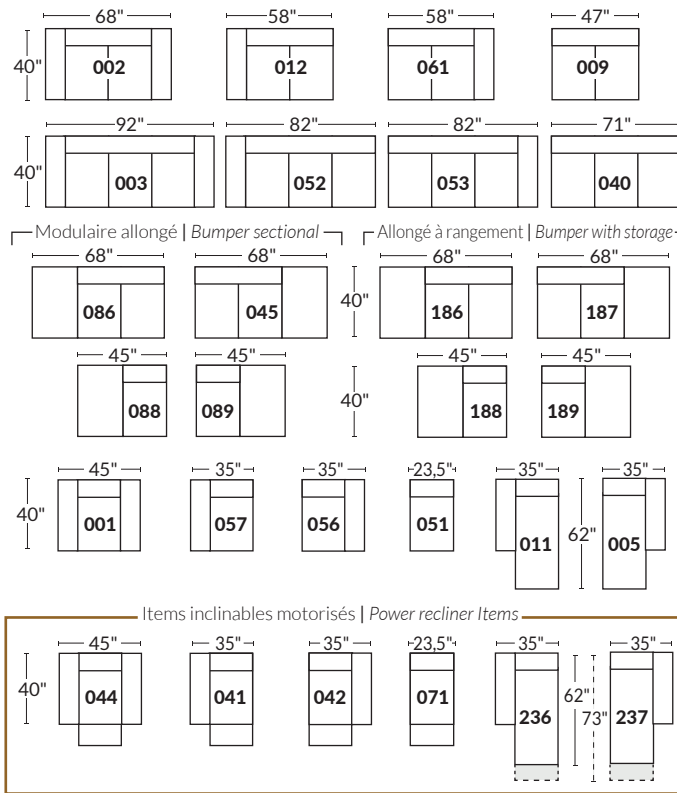 68" 58" 58" 47"
40" 002 012 061 009
92" 82" 82" 71"
40" 003 052 053 040
Modulaire allongé | Bumper sectional Allongé à rangement | Bumper with storage
68" 68" 68" 68"
086 045 40" 186 187
45" 45" 45" 45"
088 089 40" 188 189
45" 35" 35" 23,5" 35" 35"
40" 001 057 056 051 011 62" 005
Items inclinables motorisés | Power recliner Items
45" 35" 35" 23,5" 35" 35"
40" 044 041 042 071 236 62" 73" 237